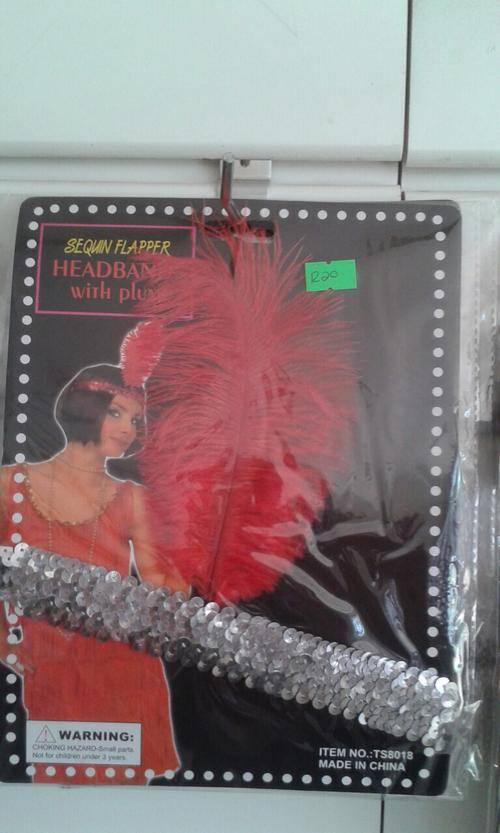 SEQUIN FLAPPER
HEADBAN
with plu
R20
WARNING:
CHOKING HAZARD-Small parts.
Not for children under 3 years.
ITEM NO.:TS8018
MADE IN CHINA